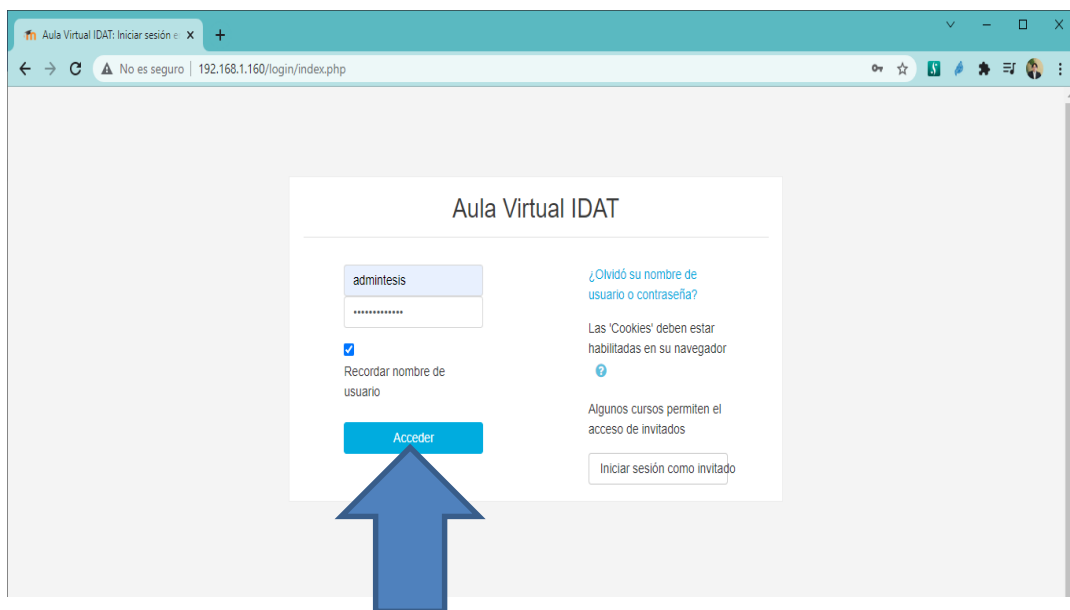 Aula Virtual IDAT: Iniciar sesión e
No es seguro | 192.168.1.160/login/index.php
Aula Virtual IDAT
admintesis
•••••••••••••
Recordar nombre de
usuario
Acceder
¿Olvidó su nombre de
usuario o contraseña?
Las 'Cookies' deben estar
habilitadas en su navegador
?
Algunos cursos permiten el
acceso de invitados
Iniciar sesión como invitado